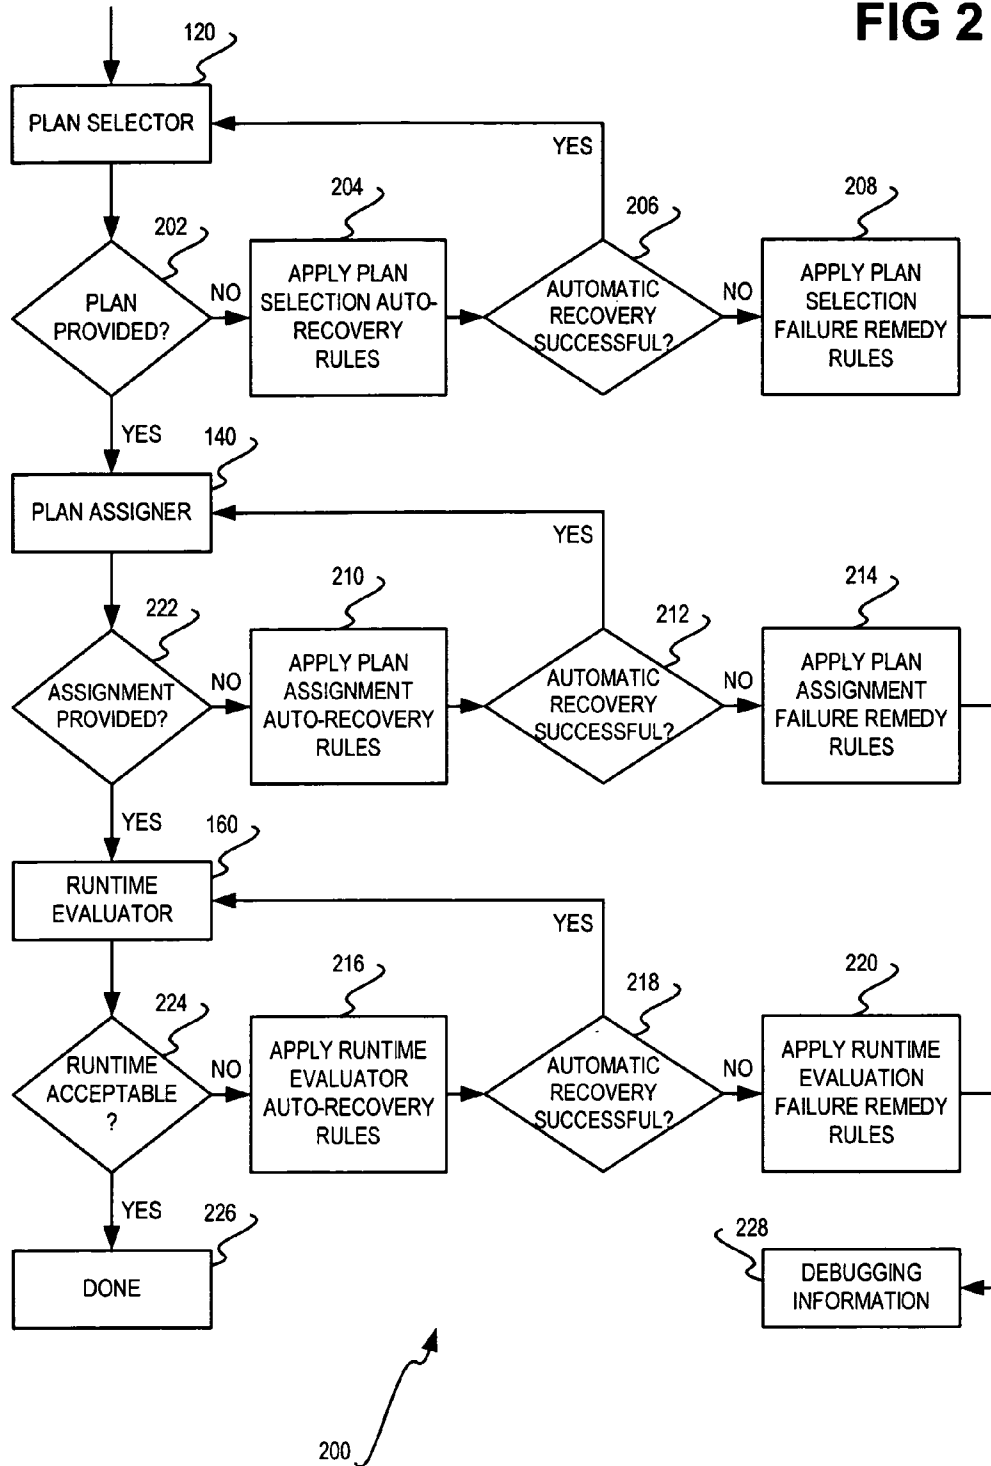 FIG 2
120
PLAN SELECTOR
YES
204
206
208
202
PLAN
PROVIDED?
NO
APPLY PLAN
SELECTION AUTO-
RECOVERY
RULES
AUTOMATIC
RECOVERY
SUCCESSFUL?
NO
APPLY PLAN
SELECTION
FAILURE REMEDY
RULES
YES
140
PLAN ASSIGNER
YES
210
212
214
222
ASSIGNMENT
PROVIDED?
NO
APPLY PLAN
ASSIGNMENT
AUTO-RECOVERY
RULES
AUTOMATIC
RECOVERY
SUCCESSFUL?
NO
APPLY PLAN
ASSIGNMENT
FAILURE REMEDY
RULES
YES
160
RUNTIME
EVALUATOR
YES
216
218
220
224
RUNTIME
ACCEPTABLE
?
NO
APPLY RUNTIME
EVALUATOR
AUTO-RECOVERY
RULES
AUTOMATIC
RECOVERY
SUCCESSFUL?
NO
APPLY RUNTIME
EVALUATION
FAILURE REMEDY
RULES
YES
226
DONE
228
DEBUGGING
INFORMATION
200